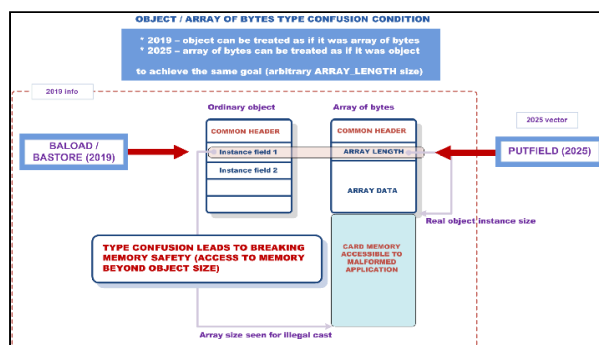 OBJECT / ARRAY OF BYTES TYPE CONFUSION CONDITION
* 2019 – object can be treated as if it was array of bytes
* 2025 – array of bytes can be treated as if it was object
to achieve the same goal (arbitrary ARRAY_LENGTH size)
2019 info
Ordinary object
Array of bytes
2025 vector
COMMON HEADER
COMMON HEADER
BALOAD /
BASTORE (2019)
Instance field 1
ARRAY LENGTH
PUTFIELD (2025)
Instance field 2
ARRAY DATA
Real object instance size
TYPE CONFUSION LEADS TO BREAKING
MEMORY SAFETY (ACCESS TO MEMORY
BEYOND OBJECT SIZE)
CARD MEMORY
ACCESSIBLE TO
MALFORMED
APPLICATION
Array size seen for illegal cast